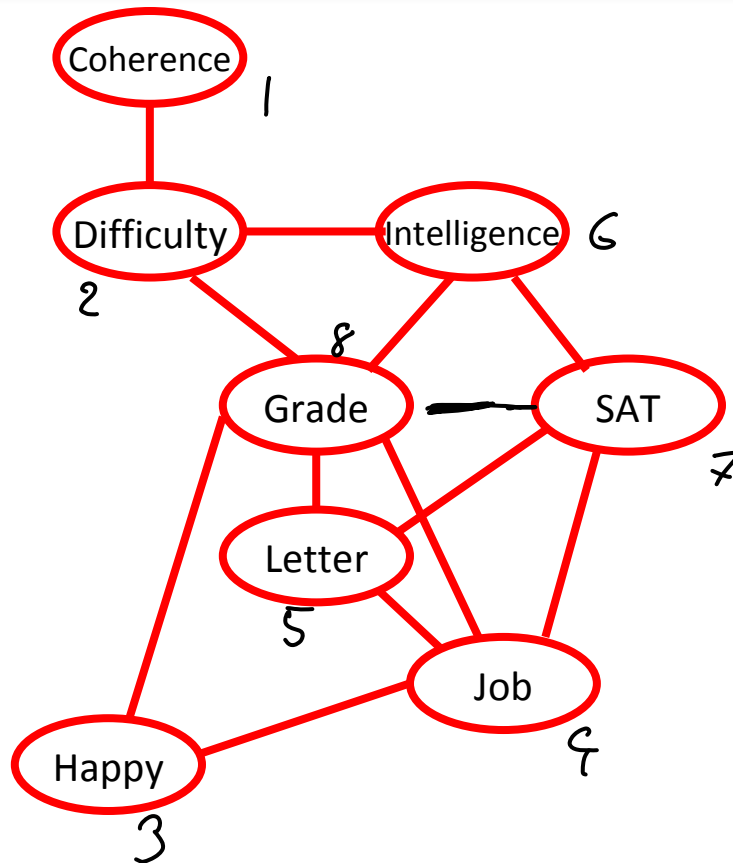 Coherence
1
Difficulty
Intelligence
6
2
8
Grade
SAT
7
Letter
5
Job
4
Happy
3